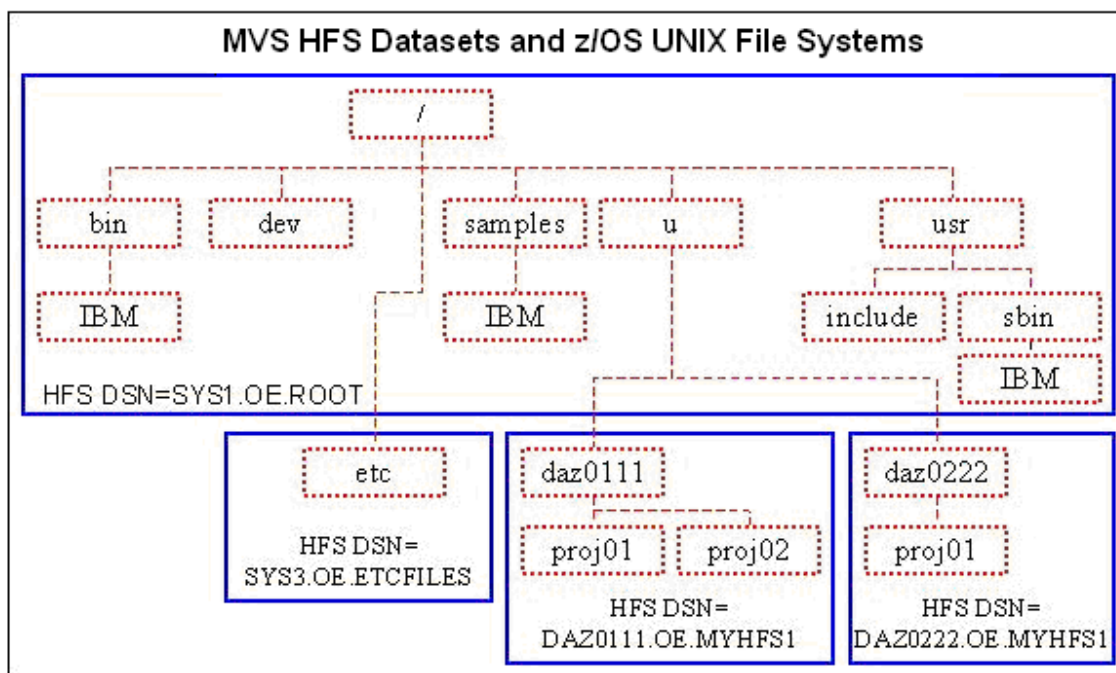 MVS HFS Datasets and z/OS UNIX File Systems
/
bin
dev
samples
u
usr
IBM
IBM
include
sbin
IBM
HFS DSN=SYS1.OE.ROOT
etc
HFS DSN=
SYS3.OE.ETCFILES
daz0111
proj01
proj02
HFS DSN=
DAZ0111.OE.MYHFS1
daz0222
proj01
HFS DSN=
DAZ0222.OE.MYHFS1